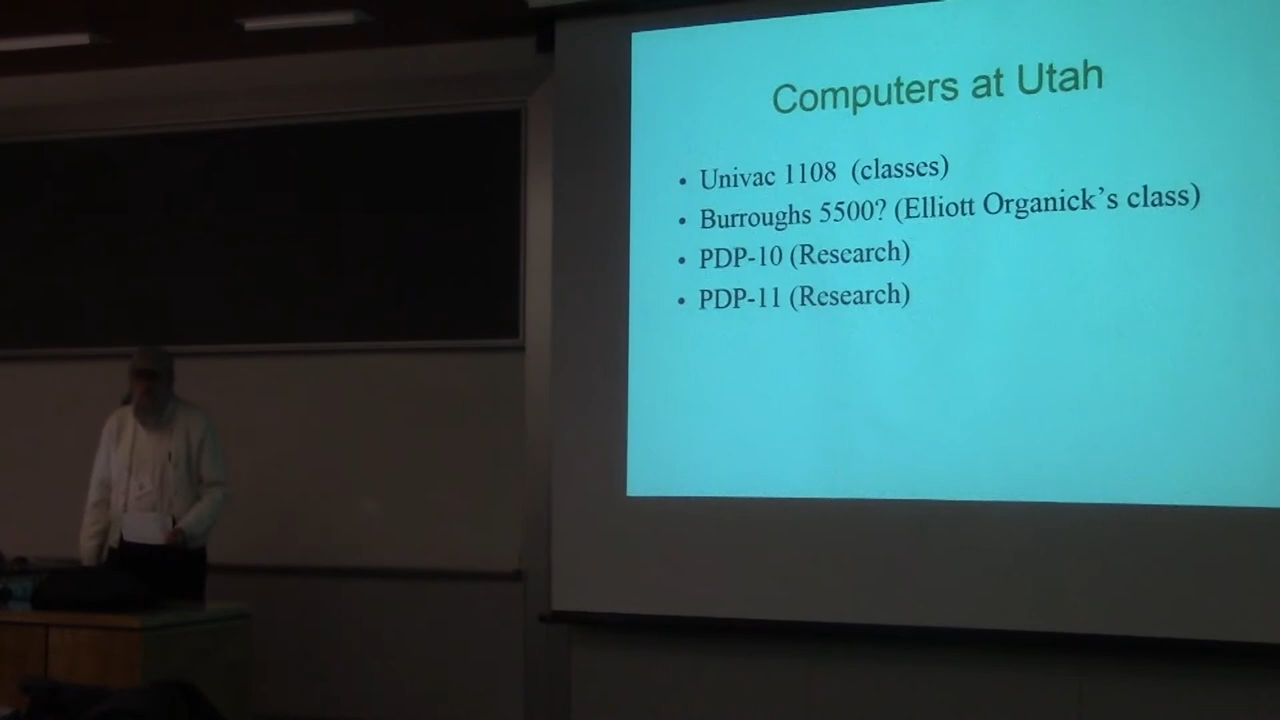 Computers at Utah
• Univac 1108 (classes)
• Burroughs 5500? (Elliott Organick's class)
• PDP-10 (Research)
• PDP-11 (Research)